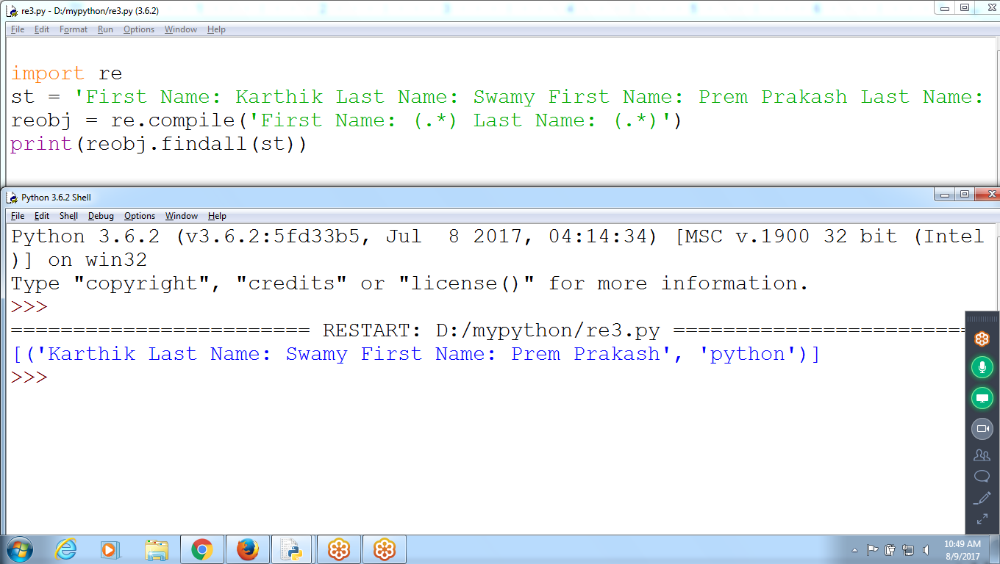 re3.py - D:/mypython/re3.py (3.6.2)
File Edit Format Run Options Window Help
import re
st = 'First Name: Karthik Last Name: Swamy First Name: Prem Prakash Last Name:
reobj = re.compile('First Name: (.*) Last Name: (.*)')
print(reobj.findall(st))
Python 3.6.2 Shell
File Edit Shell Debug Options Window Help
Python 3.6.2 (v3.6.2:5fd33b5, Jul  8 2017, 04:14:34) [MSC v.1900 32 bit (Intel
)] on win32
Type "copyright", "credits" or "license()" for more information.
>>>
======================== RESTART: D:/mypython/re3.py ========================
[('Karthik Last Name: Swamy First Name: Prem Prakash', 'python')]
>>>
10:49 AM
8/9/2017